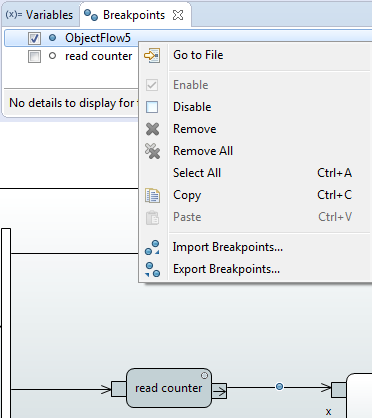 (x)= Variables Breakpoints
ObjectFlow5
read counter
No details to display for
Go to File
Enable
Disable
Remove
Remove All
Select All Ctrl+A
Copy Ctrl+C
Paste Ctrl+V
Import Breakpoints...
Export Breakpoints...
read counter
x